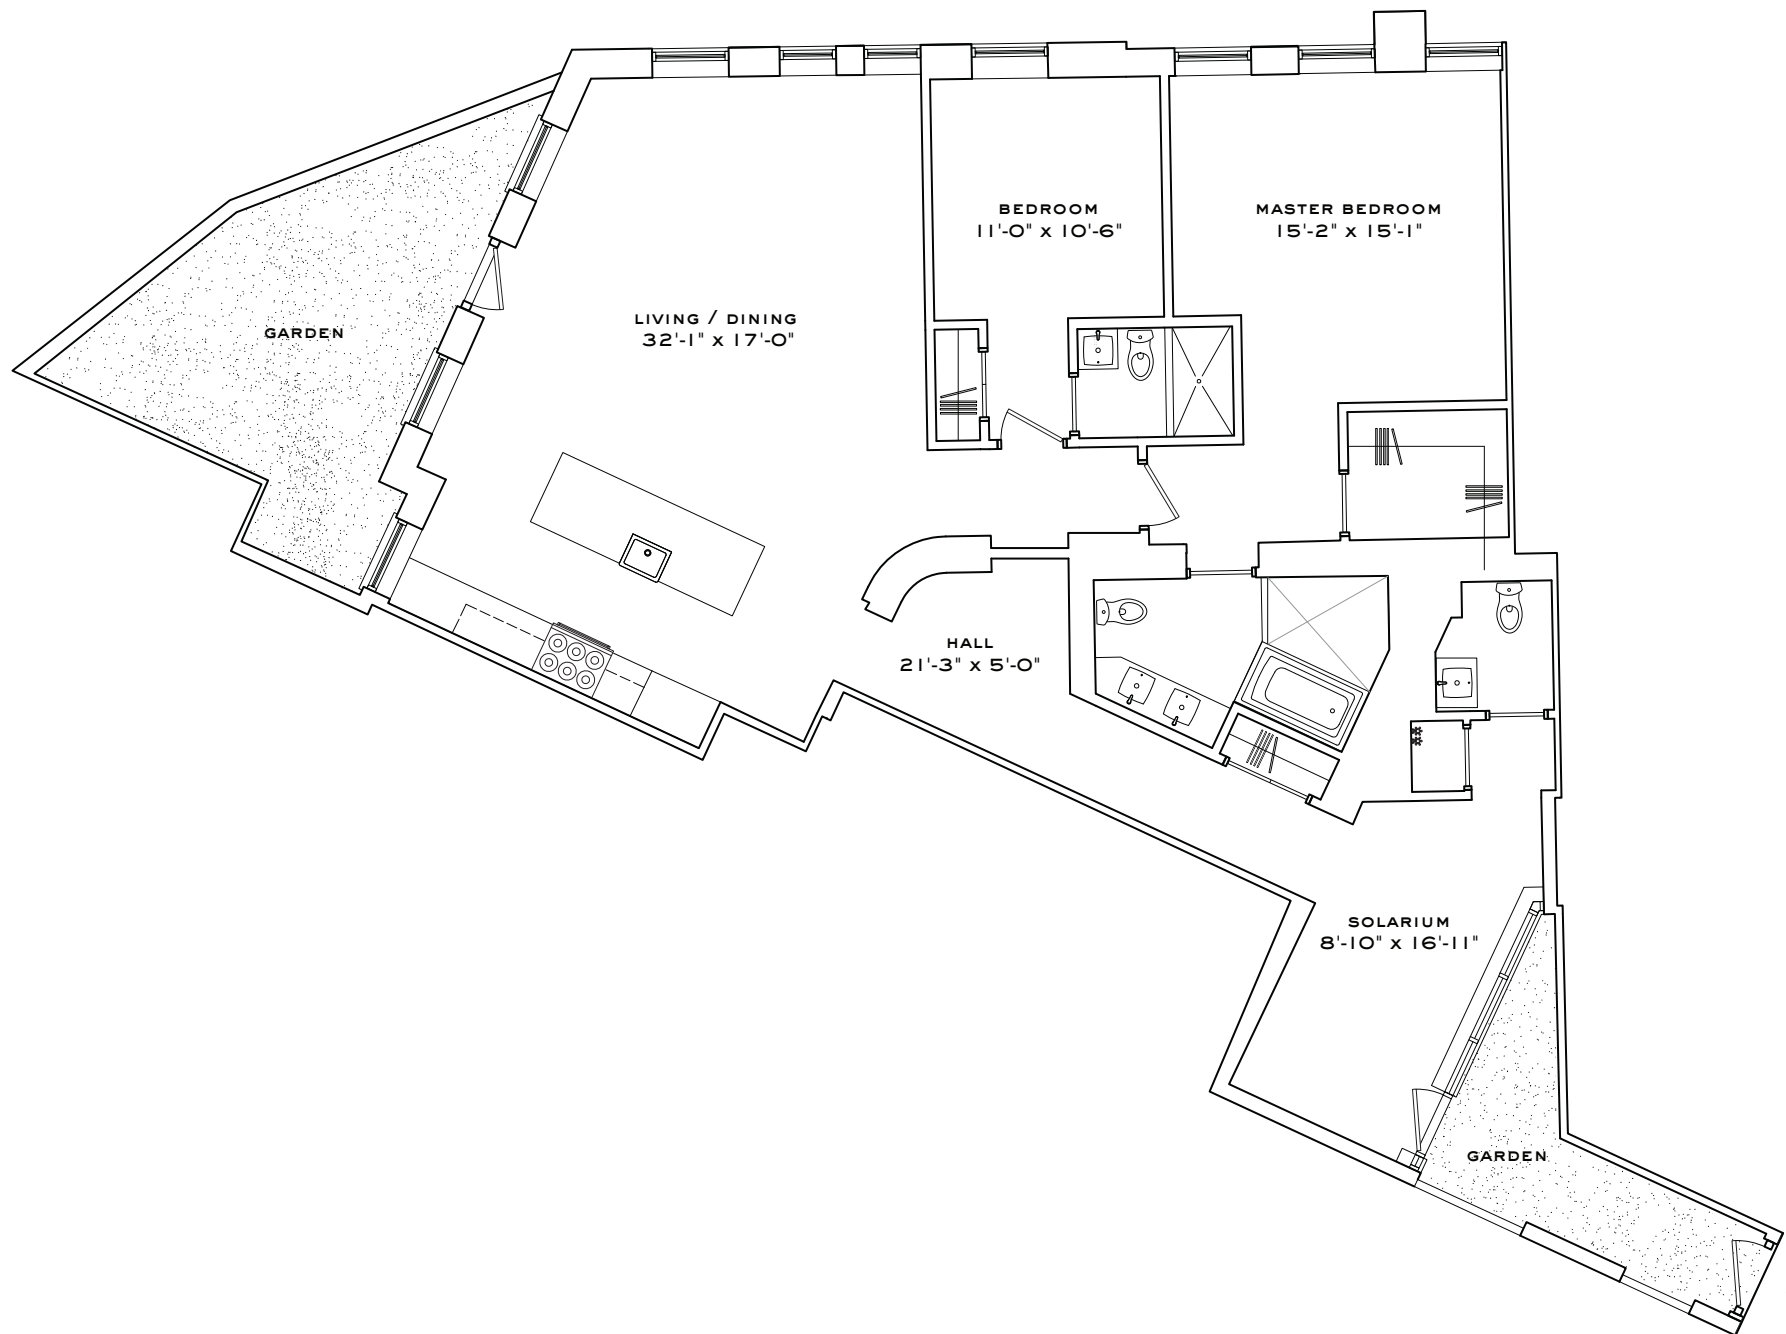 BEDROOM
11'-0" x 10'-6"
MASTER BEDROOM
15'-2" x 15'-1"
LIVING / DINING
32'-1" x 17'-0"
GARDEN
HALL
21'-3" x 5'-0"
SOLARIUM
8'-10" x 16'-11"
GARDEN